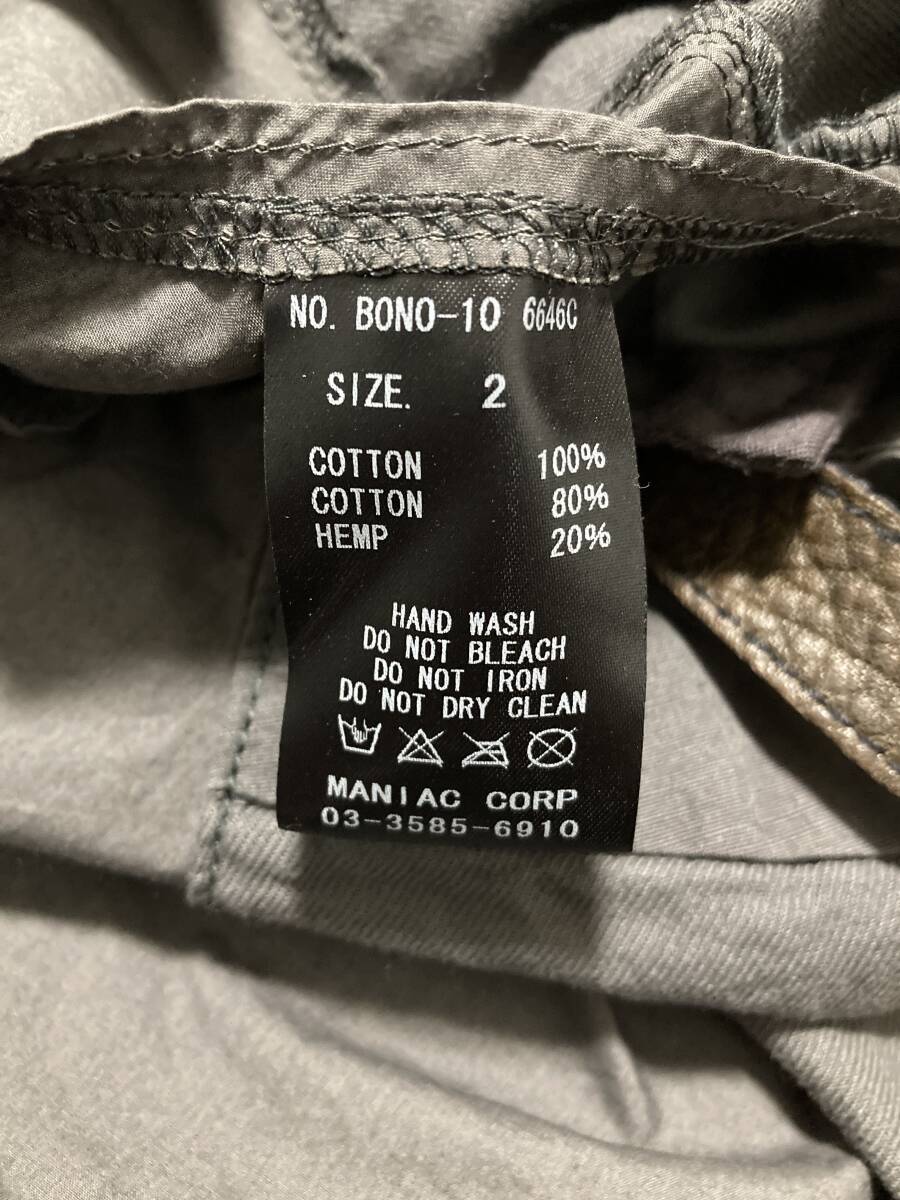 NO. BONO-10 6646C
SIZE. 2
COTTON 100%
COTTON 80%
HEMP 20%
HAND WASH
DO NOT BLEACH
DO NOT IRON
DO NOT DRY CLEAN
MANIAC CORP
03-3585-6910